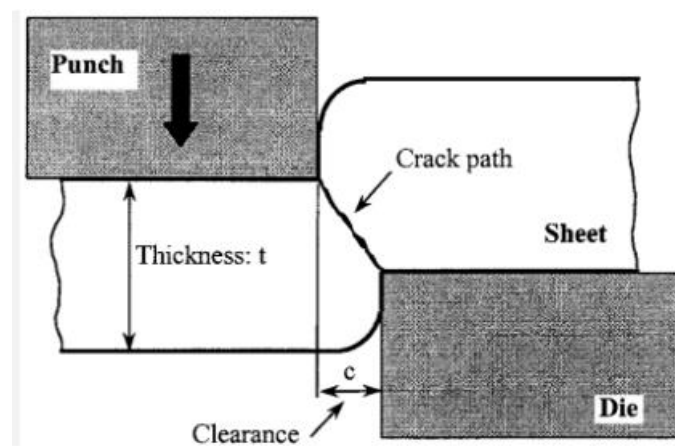 Punch
Crack path
Sheet
Thickness: t
c
Clearance
Die